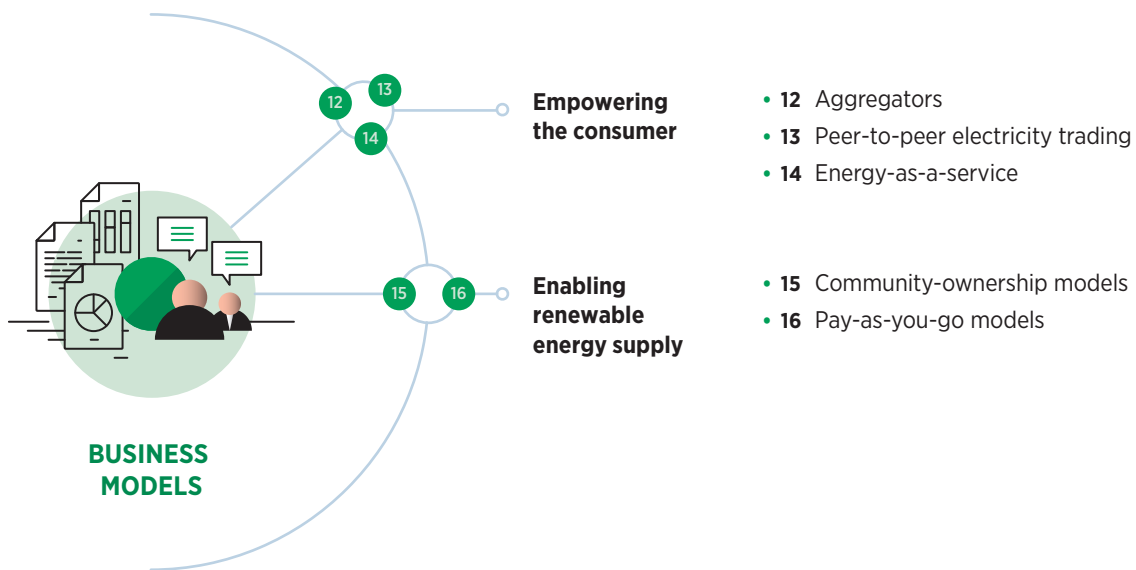 12
13
14
Empowering
the consumer
• 12 Aggregators
• 13 Peer-to-peer electricity trading
• 14 Energy-as-a-service
15
16
Enabling
renewable
energy supply
• 15 Community-ownership models
• 16 Pay-as-you-go models
BUSINESS
MODELS